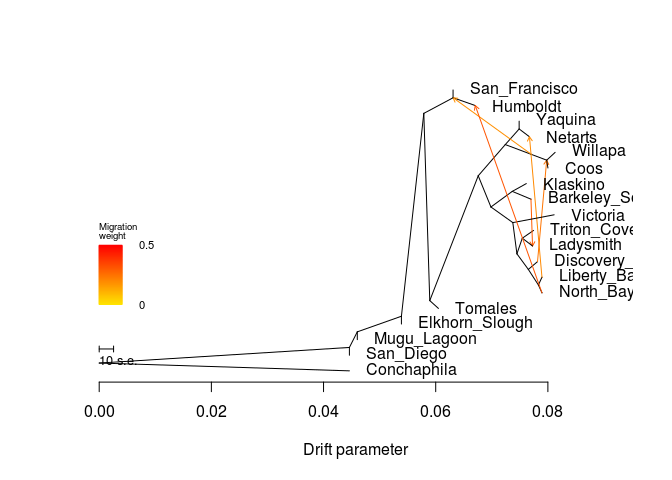 San_Francisco
Humboldt
Yaquina
Netarts
Willapa
Coos
Klaskino
Barkeley_So
Victoria
Triton_Cove
Ladysmith
Discovery_
Liberty_Ba
North_Bay
Tomales
Elkhorn_Slough
Mugu_Lagoon
San_Diego
Conchaphila
Migration
weight
0.5
0
10 s.e.
0.00 0.02 0.04 0.06 0.08
Drift parameter